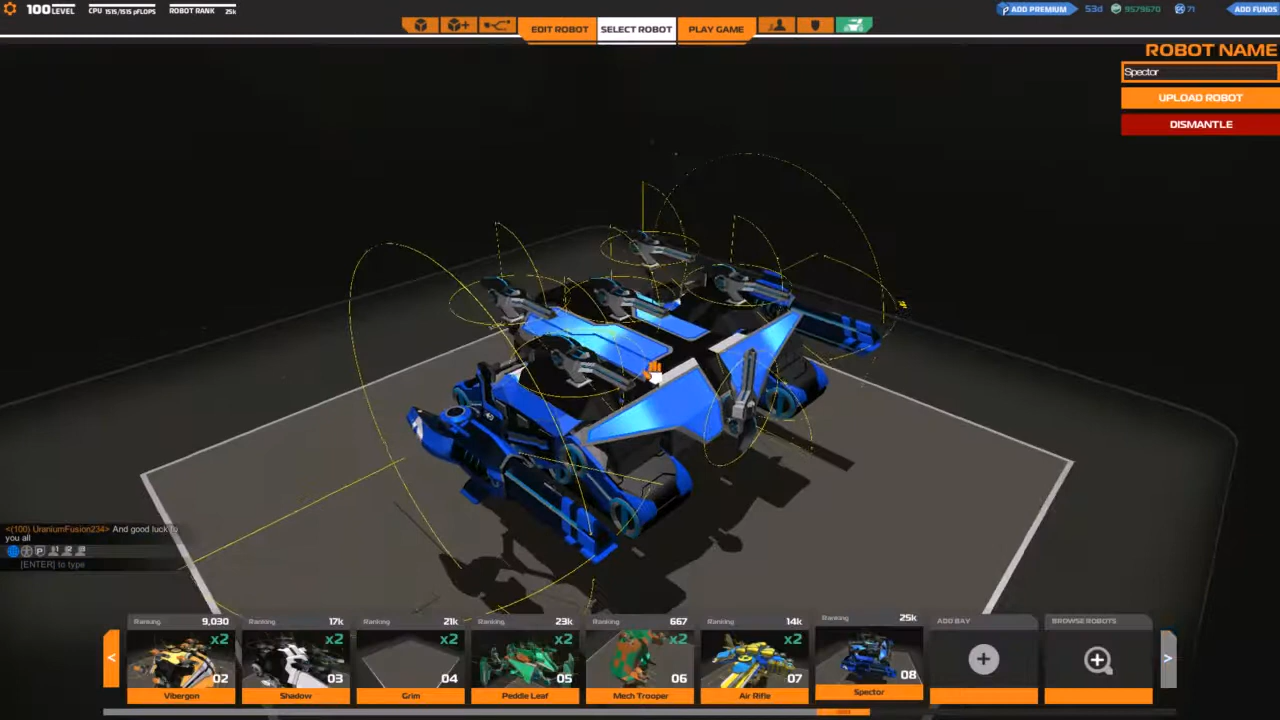 100 LEVEL
CPU 1515/1515 pFLOPS
ROBOT RANK 25k
ADD PREMIUM
53d
9579670
71
ADD FUNDS
EDIT ROBOT
SELECT ROBOT
PLAY GAME
ROBOT NAME
Spector
UPLOAD ROBOT
DISMANTLE
<(100) UraniumFusion234> And good luck to
you all
[ENTER] to type
Ranking 9,030
x2
02
Vibergon
Ranking 17k
x2
03
Shadow
Ranking 21k
x2
04
Grim
Ranking 23k
x2
05
Peddle Leaf
Ranking 667
x2
06
Mech Trooper
Ranking 14k
x2
07
Air Rifle
Ranking 25k
08
Spector
ADD BAY
BROWSE ROBOTS